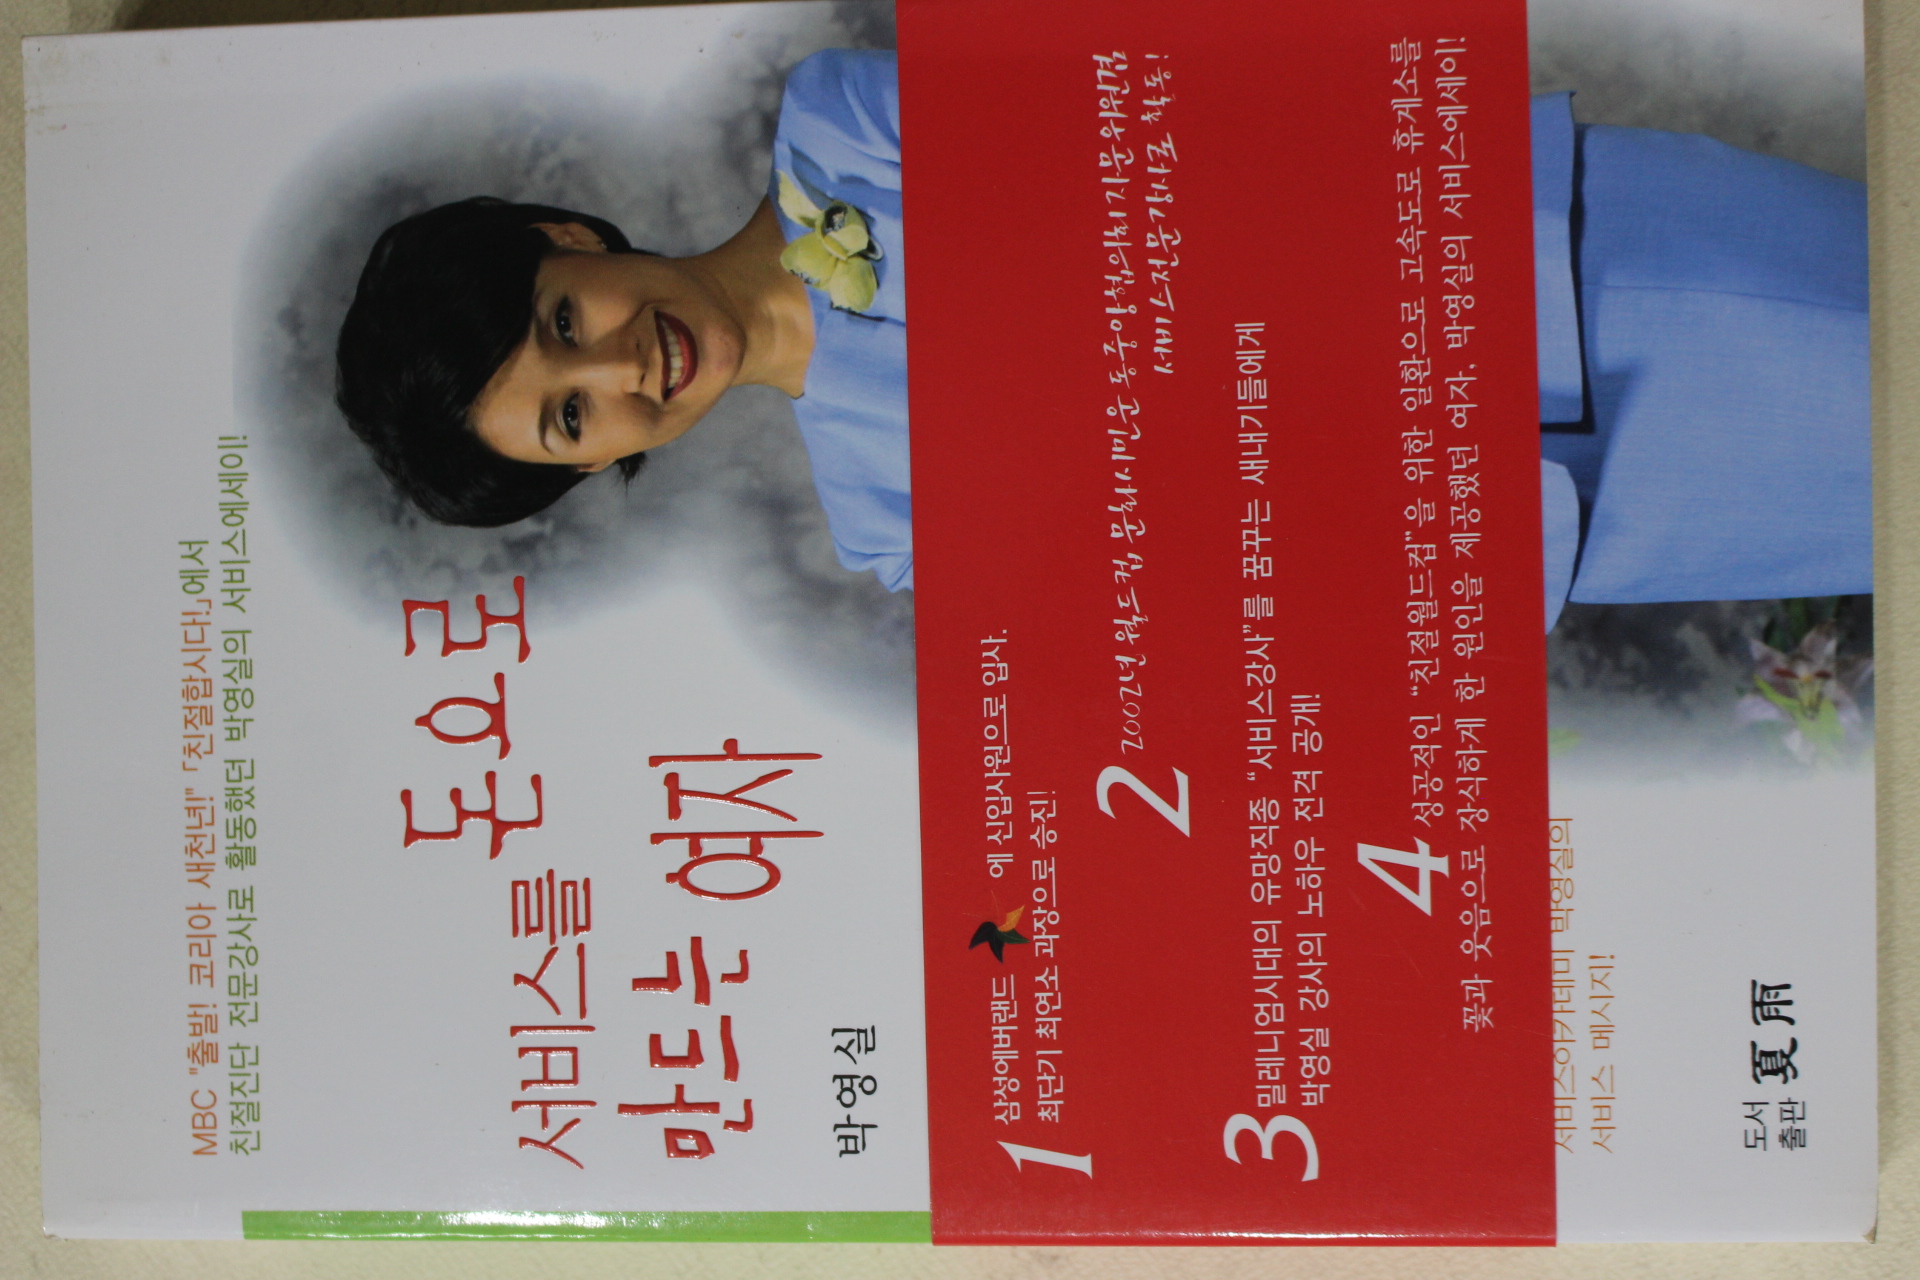 MBC "출발! 코리아 새천년!" 「친절합시다!」에서
친절진단 전문강사로 활동했던 박영실의 서비스에세이!
서비스를 돈으로
만드는 여자
박영실
1 삼성에버랜드 에 신입사원으로 입사.
최단기 최연소 과장으로 승진!
2 2002년 월드컵 문화시민운동중앙협의회자문위원겸
서비스전문강사로 활동!
3 밀레니엄시대의 유망직종 “서비스강사”를 꿈꾸는 새내기들에게
박영실 강사의 노하우 전격 공개!
4 성공적인 “친절월드컵”을 위한 일환으로 고속도로 휴게소를
꽃과 웃음으로 장식하게 한 원인을 제공했던 여자, 박영실의 서비스에세이!
서비스아카데미 박영실의
서비스 메시지!
도서
출판 夏雨